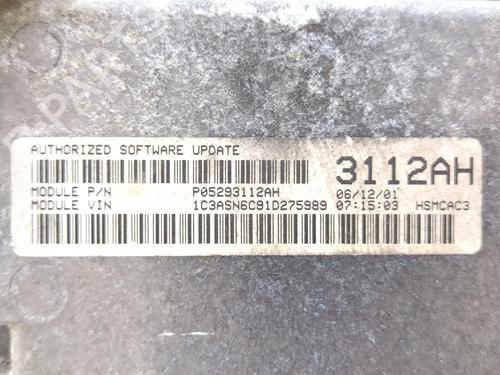 AUTHORIZED SOFTWARE UPDATE
3112AH
MODULE P/N P05293112AH 06/12/01
MODULE VIN 1C3ASN6C91D275989 07:15:03 HSMCAC3